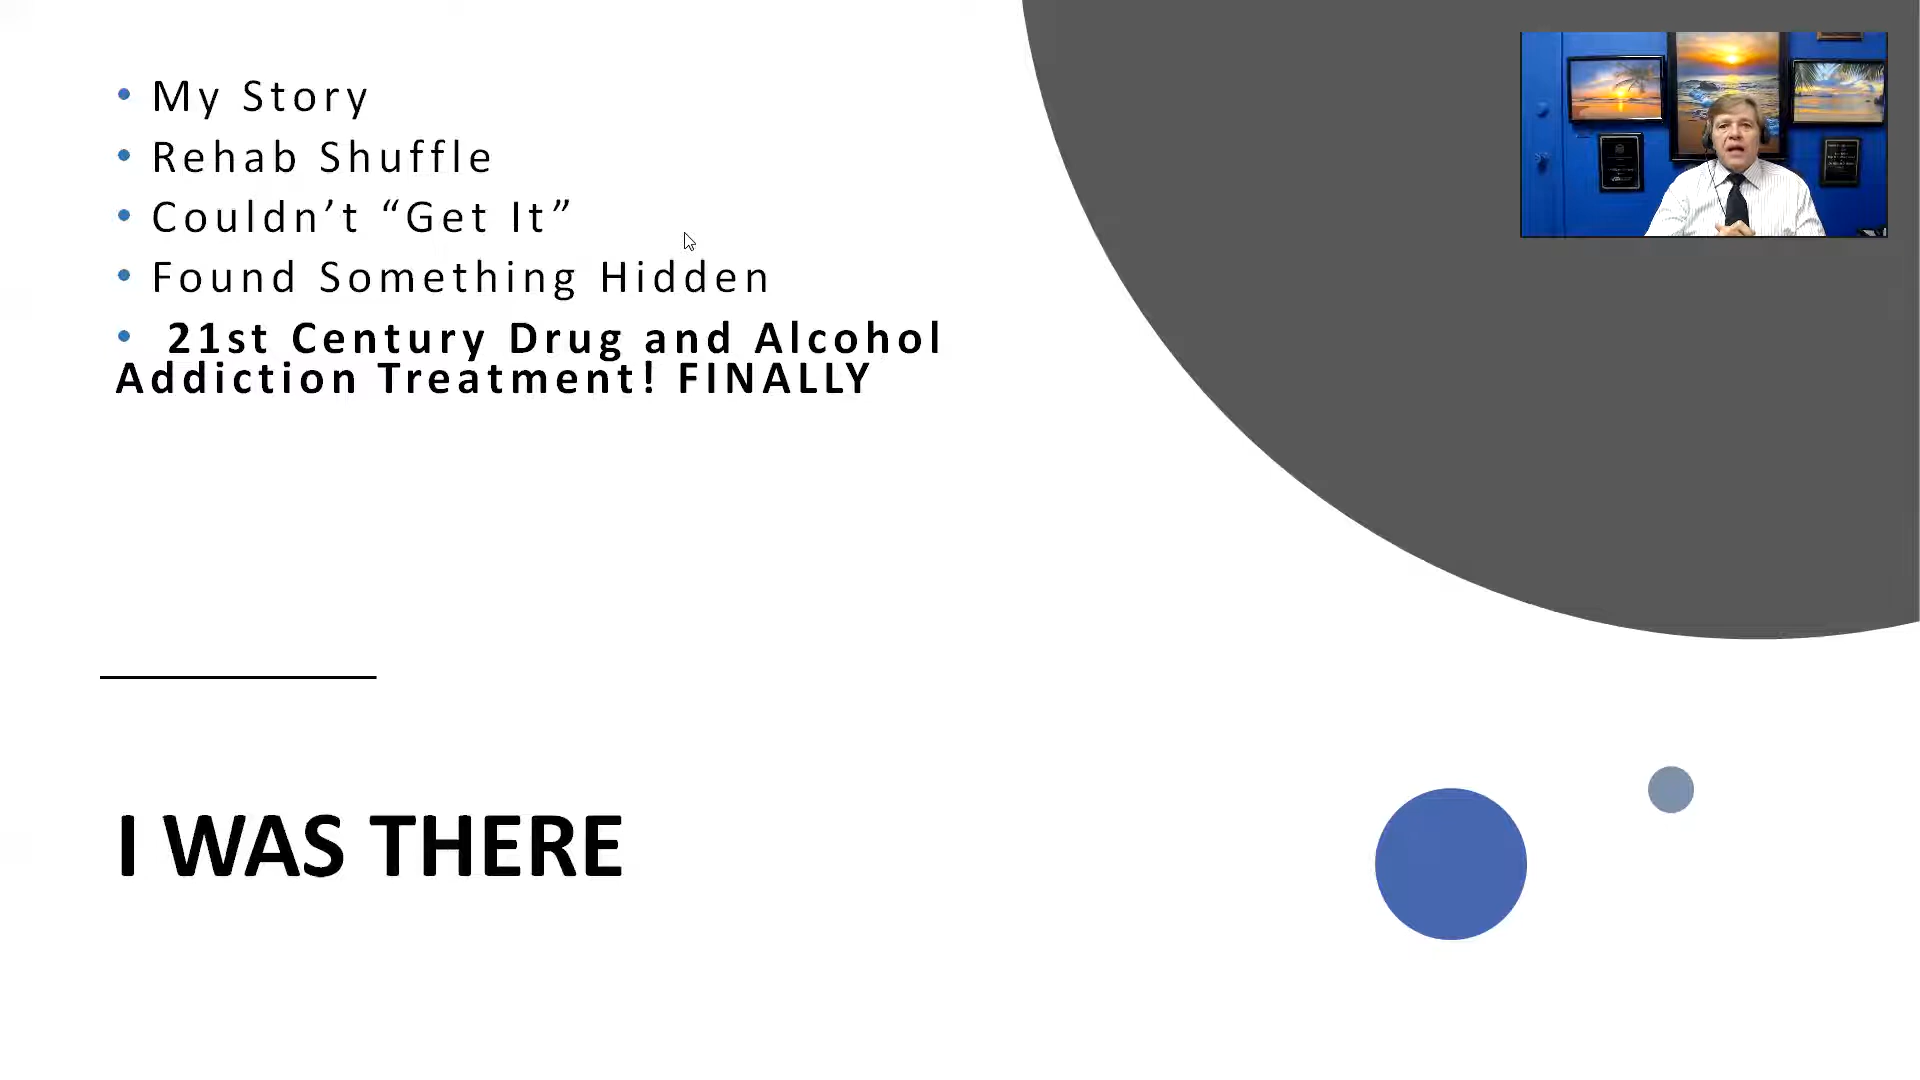 • My Story
• Rehab Shuffle
• Couldn’t “Get It”
• Found Something Hidden
• 21st Century Drug and Alcohol
Addiction Treatment! FINALLY
I WAS THERE